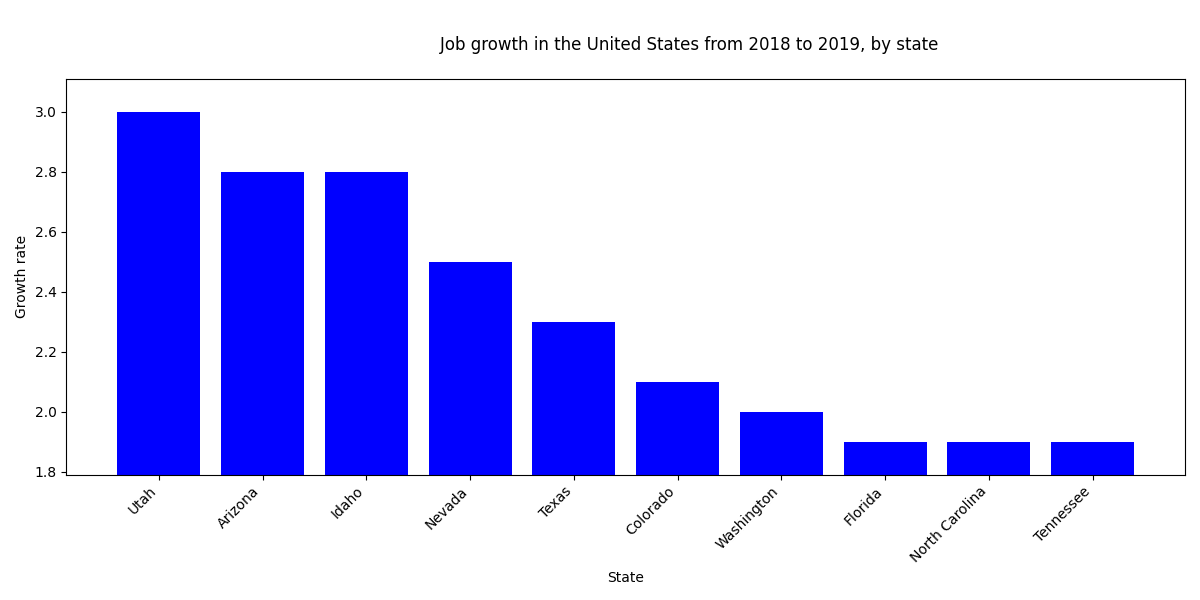 Job growth in the United States from 2018 to 2019, by state
Growth rate
3.0
2.8
2.6
2.4
2.2
2.0
1.8
Utah
Arizona
Idaho
Nevada
Texas
Colorado
Washington
Florida
North Carolina
Tennessee
State